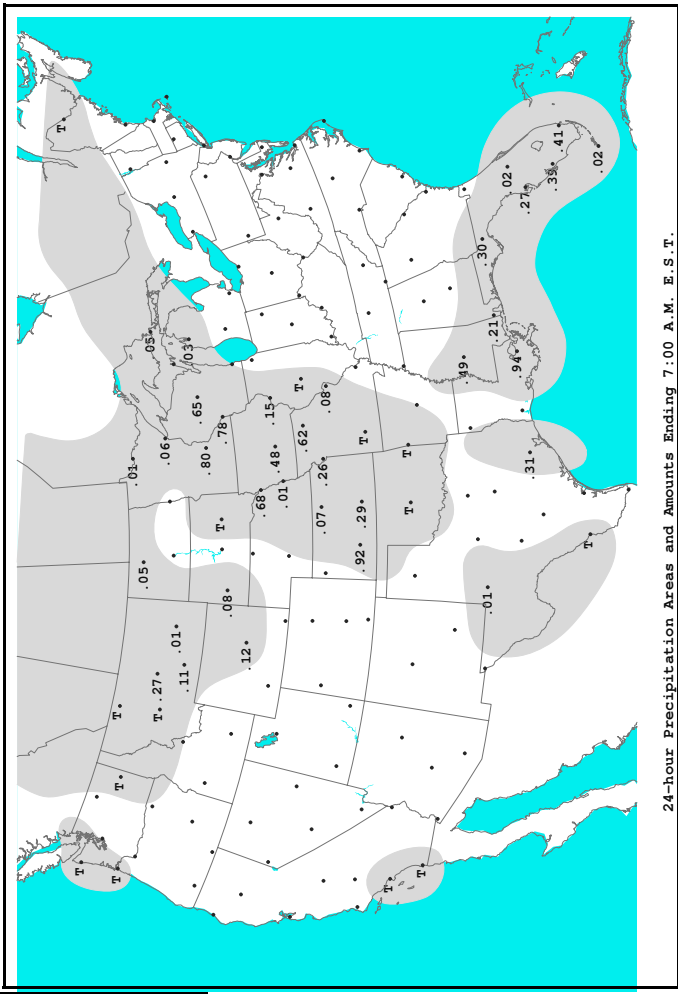 T
T
T
T
T
.01
.05
.05
.27
T
.06
.01
.11
.03
.65
.80
T
.78
.08
.12
.68
.15
.48
.01
T
.62
.07
.26
.08
.92
.29
T
T
T
T
T
.49
.30
.01
.21
.02
.94
.27
.31
.39
.41
T
.02
24-hour Precipitation Areas and Amounts Ending 7:00 A.M. E.S.T.